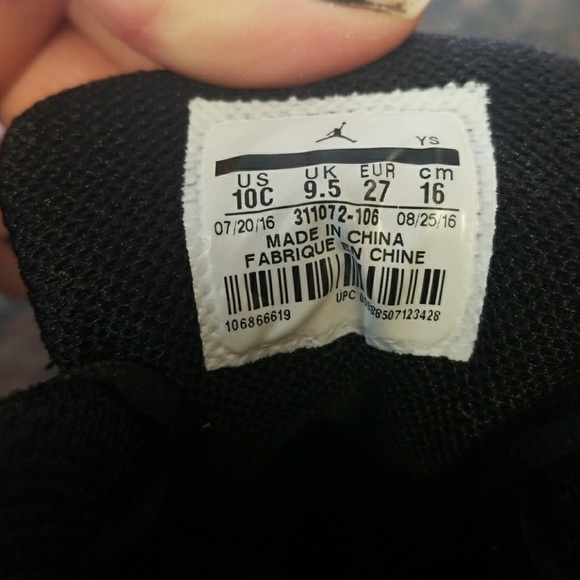 YS
US UK EUR cm
10C 9.5 27 16
07/20/16 311072-106 08/25/16
MADE IN CHINA
FABRIQUE EN CHINE
UPC
106866619